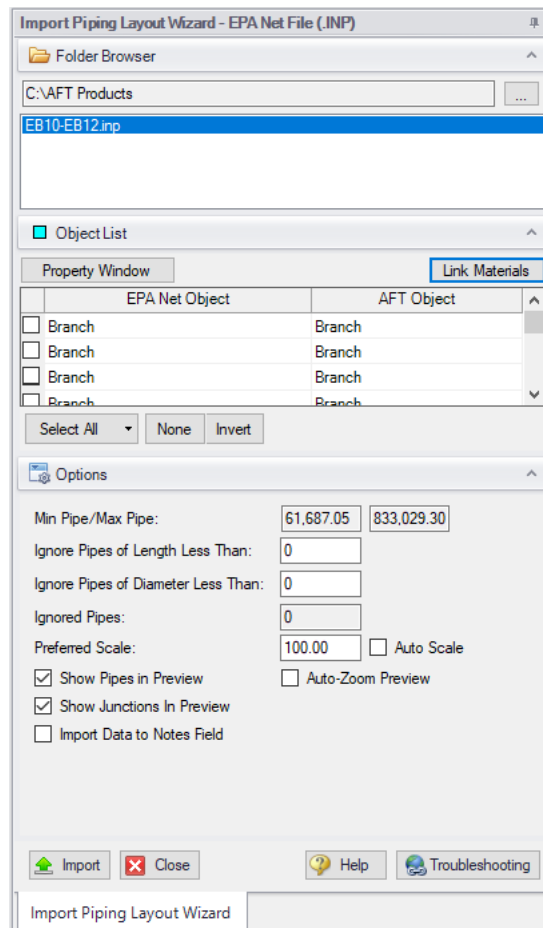 Import Piping Layout Wizard - EPA Net File (.INP)
Folder Browser
C:\AFT Products
...
EB10-EB12.inp
Object List
Property Window Link Materials
EPA Net Object AFT Object
Branch Branch
Branch Branch
Branch Branch
Branch Branch
Select All None Invert
Options
Min Pipe/Max Pipe: 61,687.05 833,029.30
Ignore Pipes of Length Less Than: 0
Ignore Pipes of Diameter Less Than: 0
Ignored Pipes: 0
Preferred Scale: 100.00 Auto Scale
Show Pipes in Preview Auto-Zoom Preview
Show Junctions In Preview
Import Data to Notes Field
Import Close Help Troubleshooting
Import Piping Layout Wizard